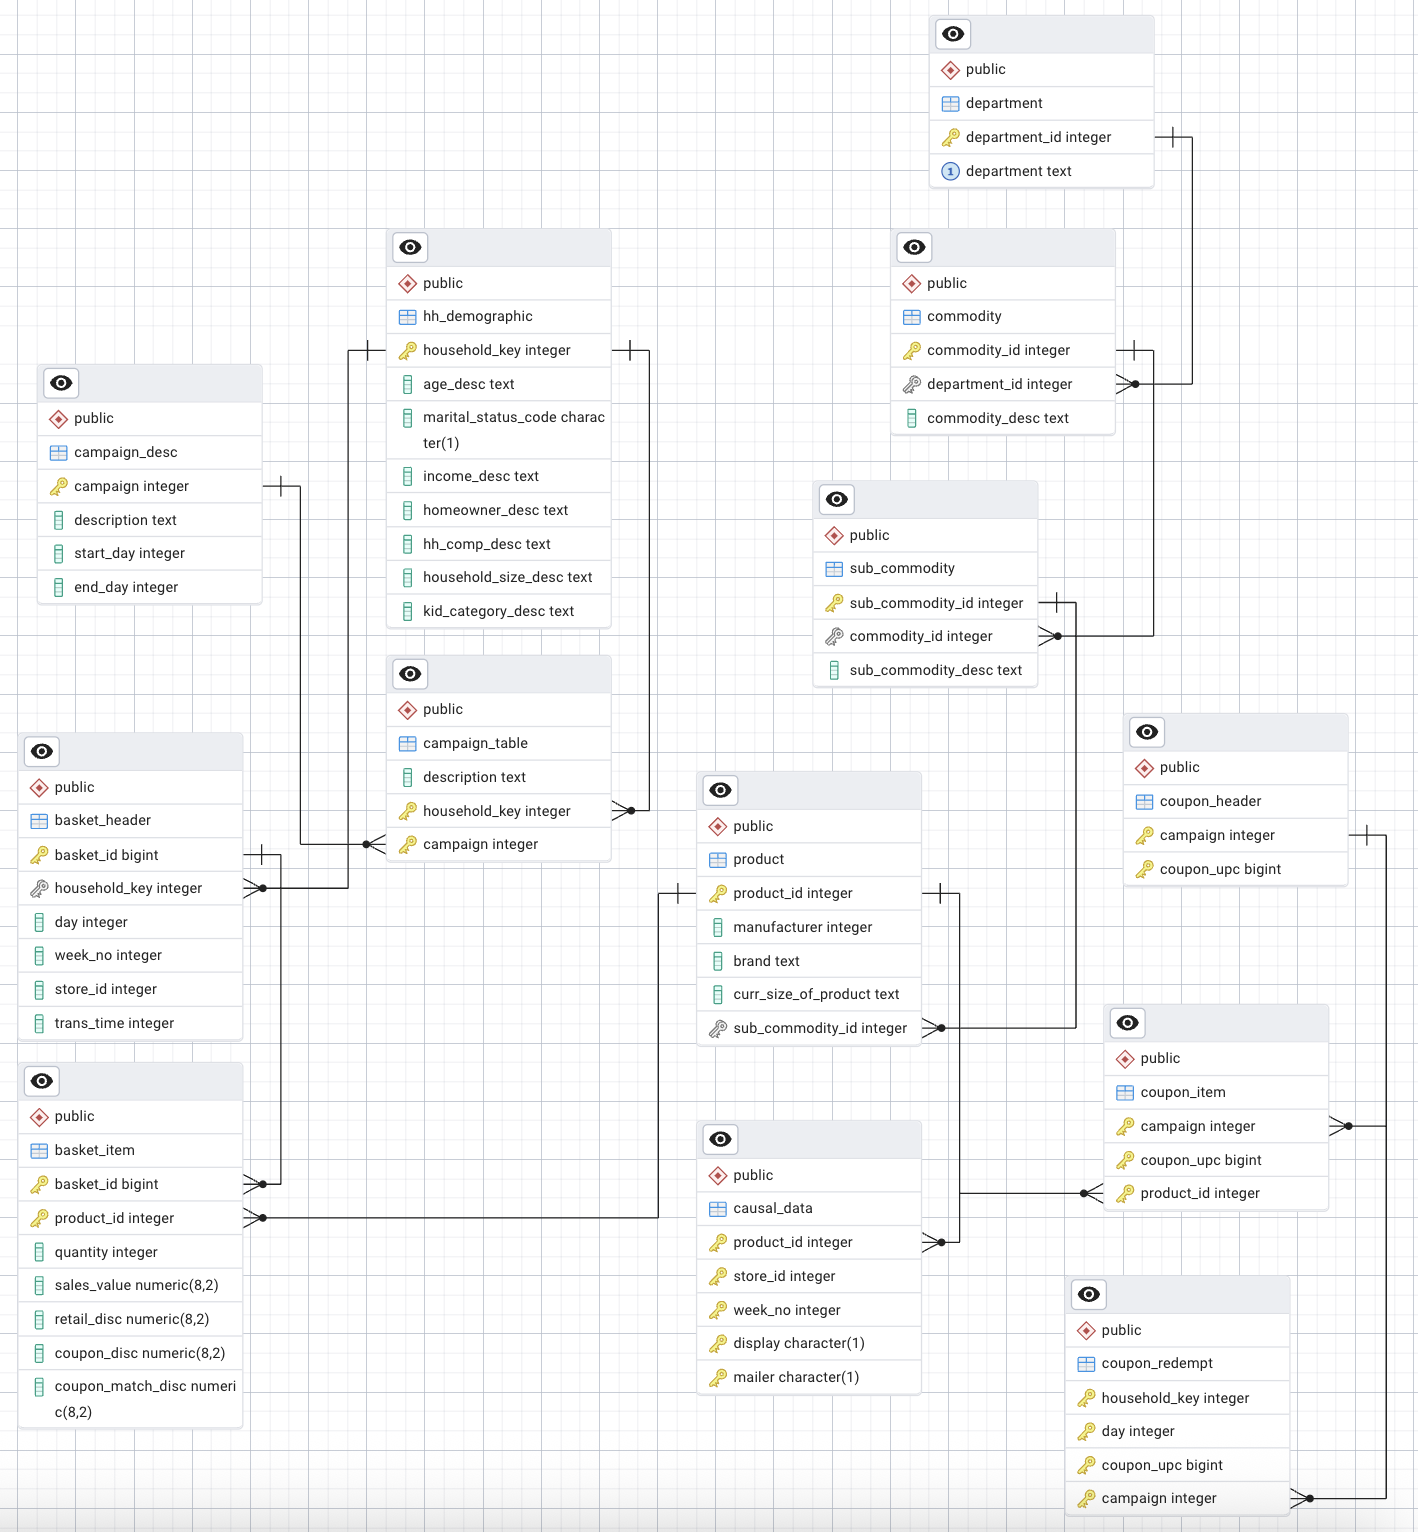 public
department
department_id integer
1 department text
public
hh_demographic
household_key integer
age_desc text
marital_status_code charac
ter(1)
income_desc text
homeowner_desc text
hh_comp_desc text
household_size_desc text
kid_category_desc text
public
commodity
commodity_id integer
department_id integer
commodity_desc text
public
campaign_desc
campaign integer
description text
start_day integer
end_day integer
public
sub_commodity
sub_commodity_id integer
commodity_id integer
sub_commodity_desc text
public
campaign_table
description text
household_key integer
campaign integer
public
coupon_header
campaign integer
coupon_upc bigint
public
basket_header
basket_id bigint
household_key integer
day integer
week_no integer
store_id integer
trans_time integer
public
product
product_id integer
manufacturer integer
brand text
curr_size_of_product text
sub_commodity_id integer
public
coupon_item
campaign integer
coupon_upc bigint
product_id integer
public
basket_item
basket_id bigint
product_id integer
quantity integer
sales_value numeric(8,2)
retail_disc numeric(8,2)
coupon_disc numeric(8,2)
coupon_match_disc numeri
c(8,2)
public
causal_data
product_id integer
store_id integer
week_no integer
display character(1)
mailer character(1)
public
coupon_redempt
household_key integer
day integer
coupon_upc bigint
campaign integer